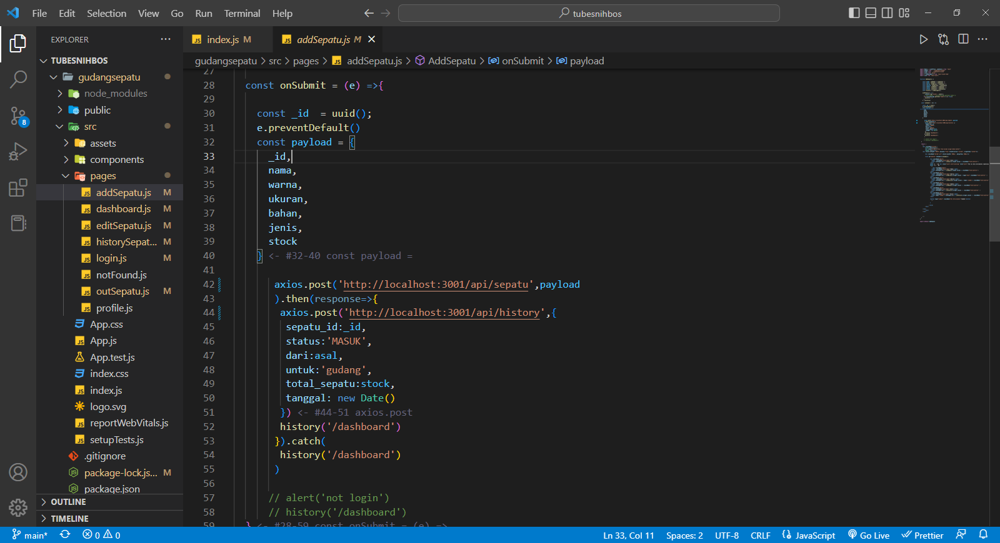 File Edit Selection View Go Run Terminal Help
tubesnihbos
EXPLORER
index.js M
addSepatu.js M
TUBESNIHBOS
gudangsepatu > src > pages > addSepatu.js > AddSepatu > onSubmit > payload
gudangsepatu
node_modules
public
src
assets
components
pages
addSepatu.js M
dashboard.js M
editSepatu.js M
historySepat... M
login.js M
notFound.js
outSepatu.js M
profile.js
App.css
App.js
App.test.js
index.css
index.js
logo.svg
reportWebVitals.js
setupTests.js
.gitignore
package-lock.js... M
package.json
OUTLINE
TIMELINE
8
27
28 const onSubmit = (e) =>{
29
30 const _id  = uuid();
31 e.preventDefault()
32 const payload = {
33 _id,
34 nama,
35 warna,
36 ukuran,
37 bahan,
38 jenis,
39 stock
40 } <- #32-40 const payload =
41
42 axios.post('http://localhost:3001/api/sepatu',payload
43 ).then(response=>{
44 axios.post('http://localhost:3001/api/history',{
45 sepatu_id:_id,
46 status:'MASUK',
47 dari:asal,
48 untuk:'gudang',
49 total_sepatu:stock,
50 tanggal: new Date()
51 }) <- #44-51 axios.post
52 history('/dashboard')
53 }).catch(
54 history('/dashboard')
55 )
56
57 // alert('not login')
58 // history('/dashboard')
59 } <- #28-59 const onSubmit = (e) =>
main* 0 0 Ln 33, Col 11 Spaces: 2 UTF-8 CRLF JavaScript Go Live Prettier